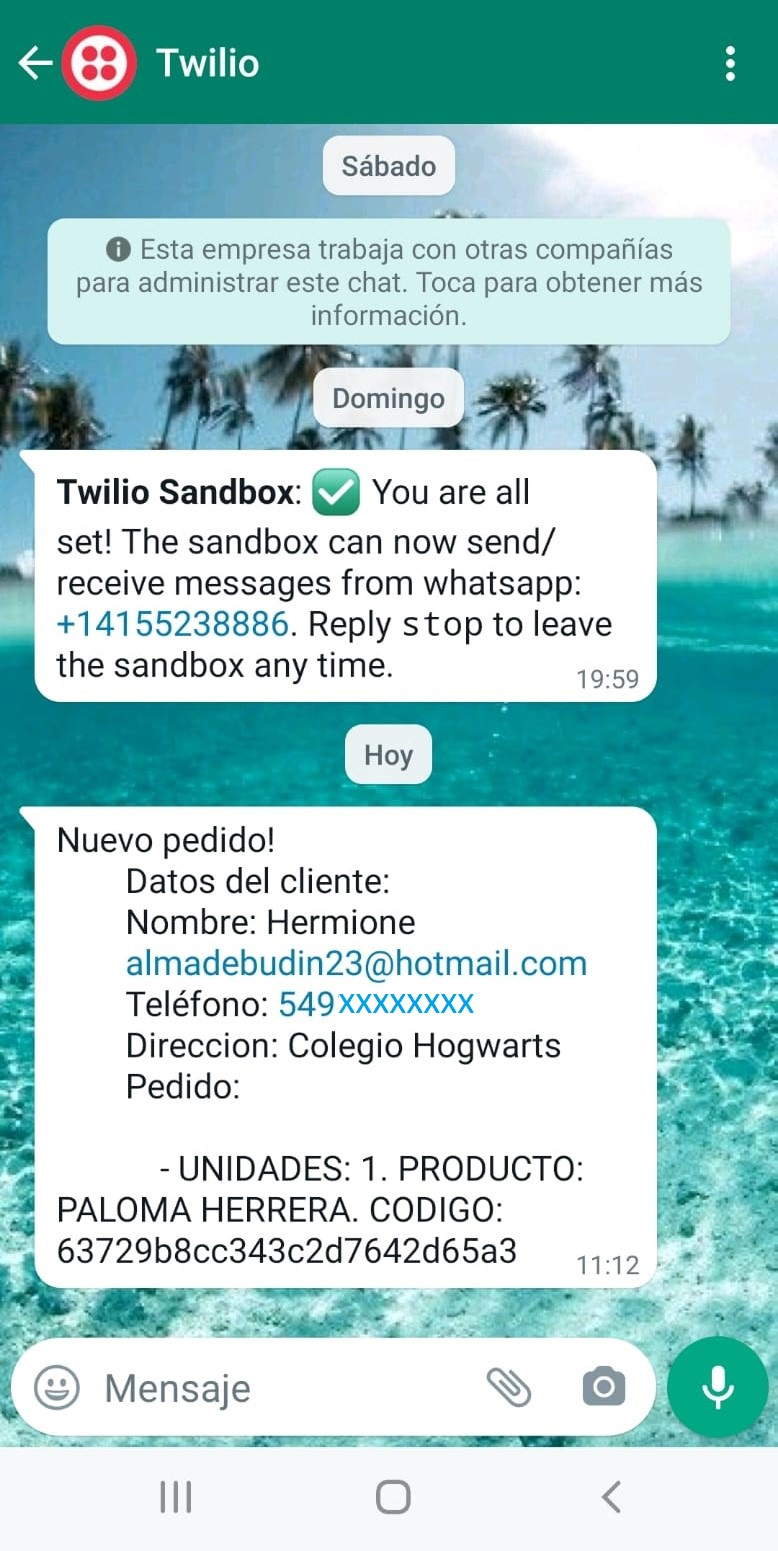 Twilio
Sábado
Esta empresa trabaja con otras compañías
para administrar este chat. Toca para obtener más
información.
Domingo
Twilio Sandbox: ✅ You are all
set! The sandbox can now send/
receive messages from whatsapp:
+14155238886. Reply stop to leave
the sandbox any time.
19:59
Hoy
Nuevo pedido!
Datos del cliente:
Nombre: Hermione
almadebudin23@hotmail.com
Teléfono: 549XXXXXXXX
Direccion: Colegio Hogwarts
Pedido:
- UNIDADES: 1. PRODUCTO:
PALOMA HERRERA. CODIGO:
63729b8cc343c2d7642d65a3
11:12
Mensaje